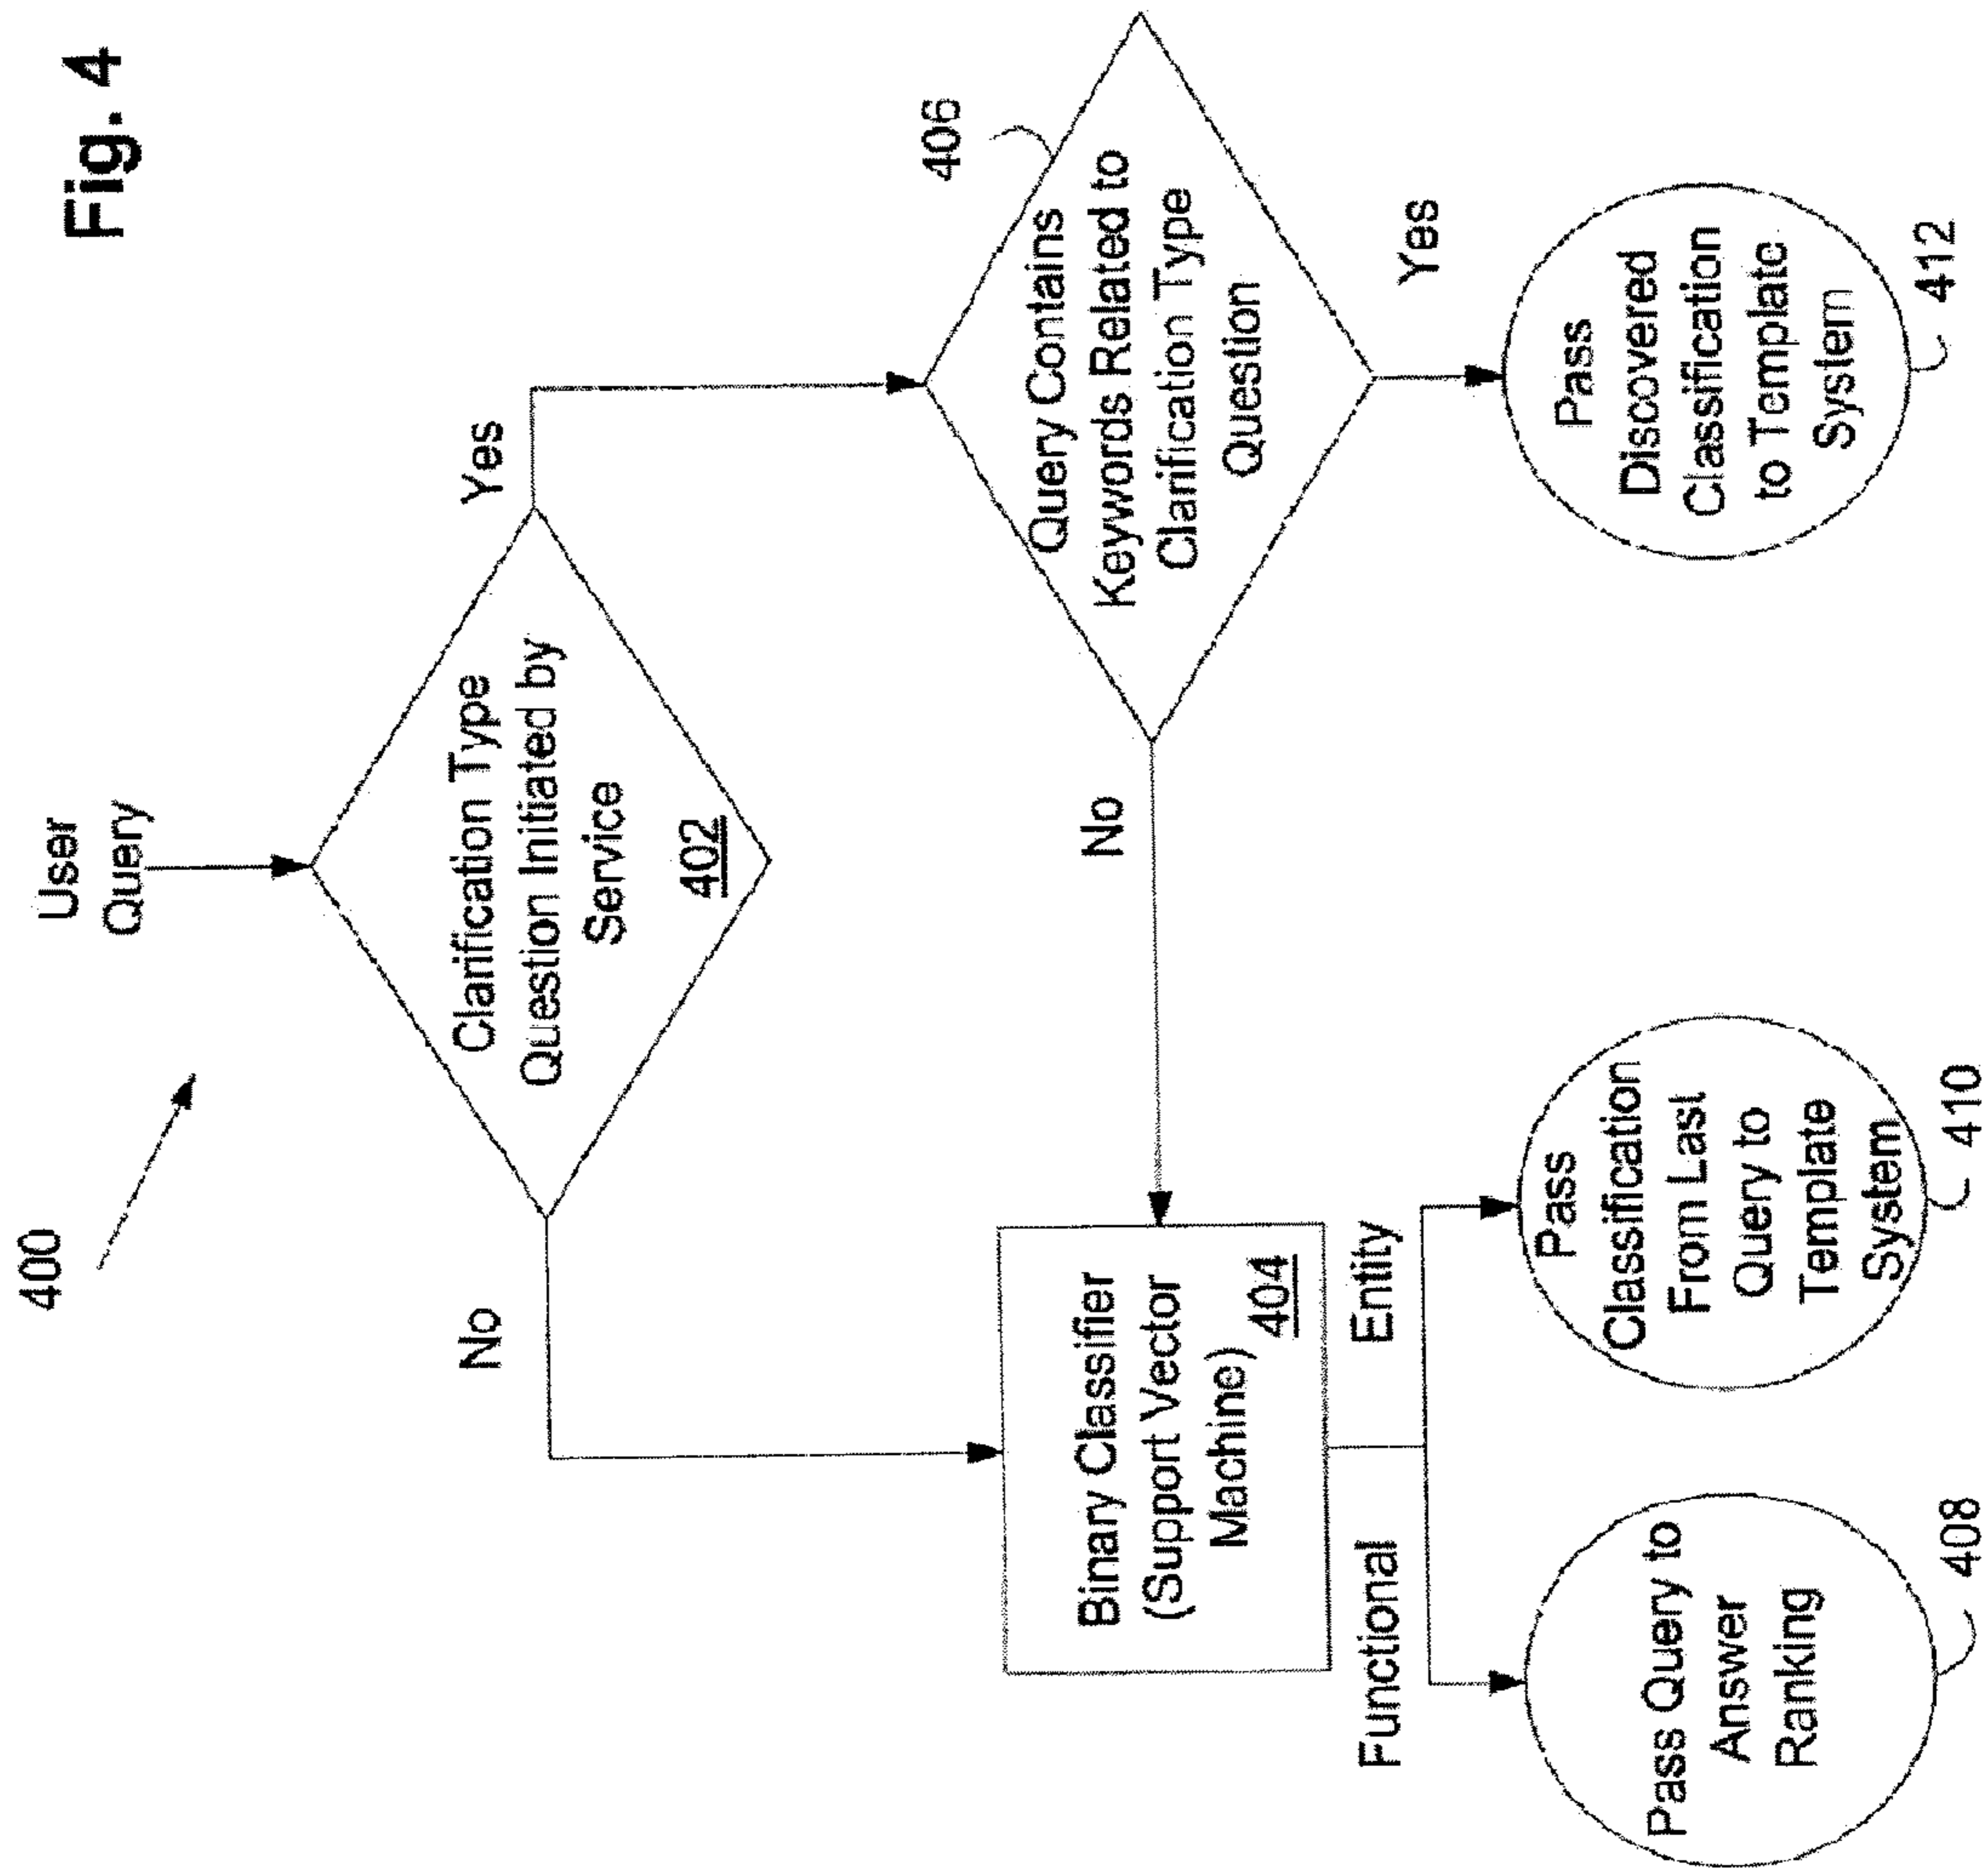 Fig. 4
400
User
Query
Clarification Type
Question Initiated by
Service
402
No
Yes
406
Query Contains
Keywords Related to
Clarification Type
Question
No
Yes
Binary Classifier
(Support Vector
Machine)
404
Functional
Entity
Pass Query to
Answer
Ranking
408
Pass
Classification
From Last
Query to
Template
System
410
Pass
Discovered
Classification
to Template
System
412